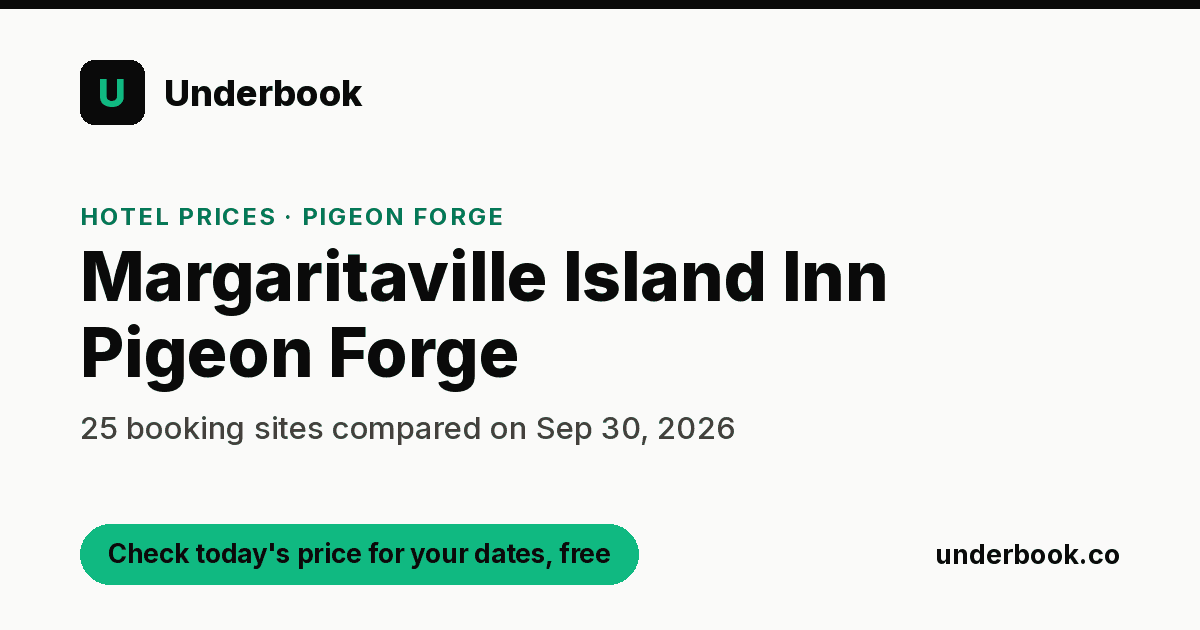 U
Underbook
HOTEL PRICES · PIGEON FORGE
Margaritaville Island Inn
Pigeon Forge
25 booking sites compared on Sep 30, 2026
Check today's price for your dates, free
underbook.co